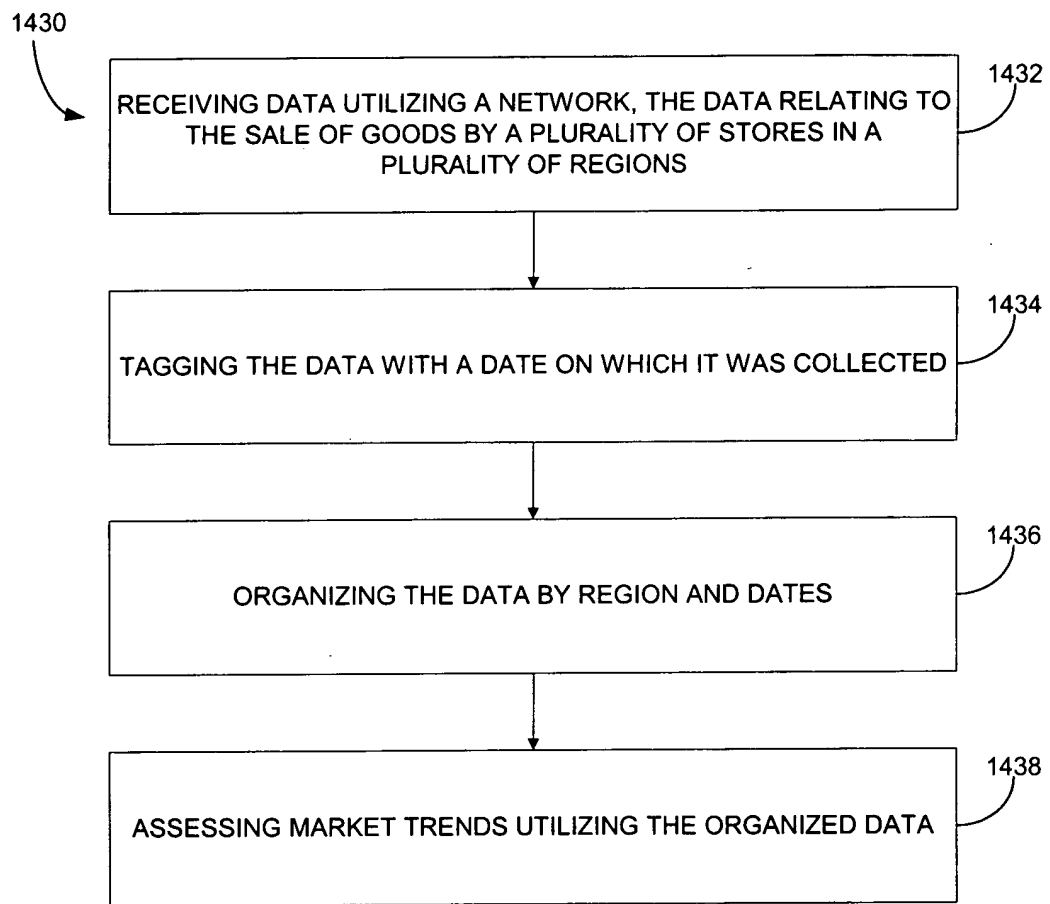 1430
1432
RECEIVING DATA UTILIZING A NETWORK, THE DATA RELATING TO
THE SALE OF GOODS BY A PLURALITY OF STORES IN A
PLURALITY OF REGIONS
1434
TAGGING THE DATA WITH A DATE ON WHICH IT WAS COLLECTED
1436
ORGANIZING THE DATA BY REGION AND DATES
1438
ASSESSING MARKET TRENDS UTILIZING THE ORGANIZED DATA